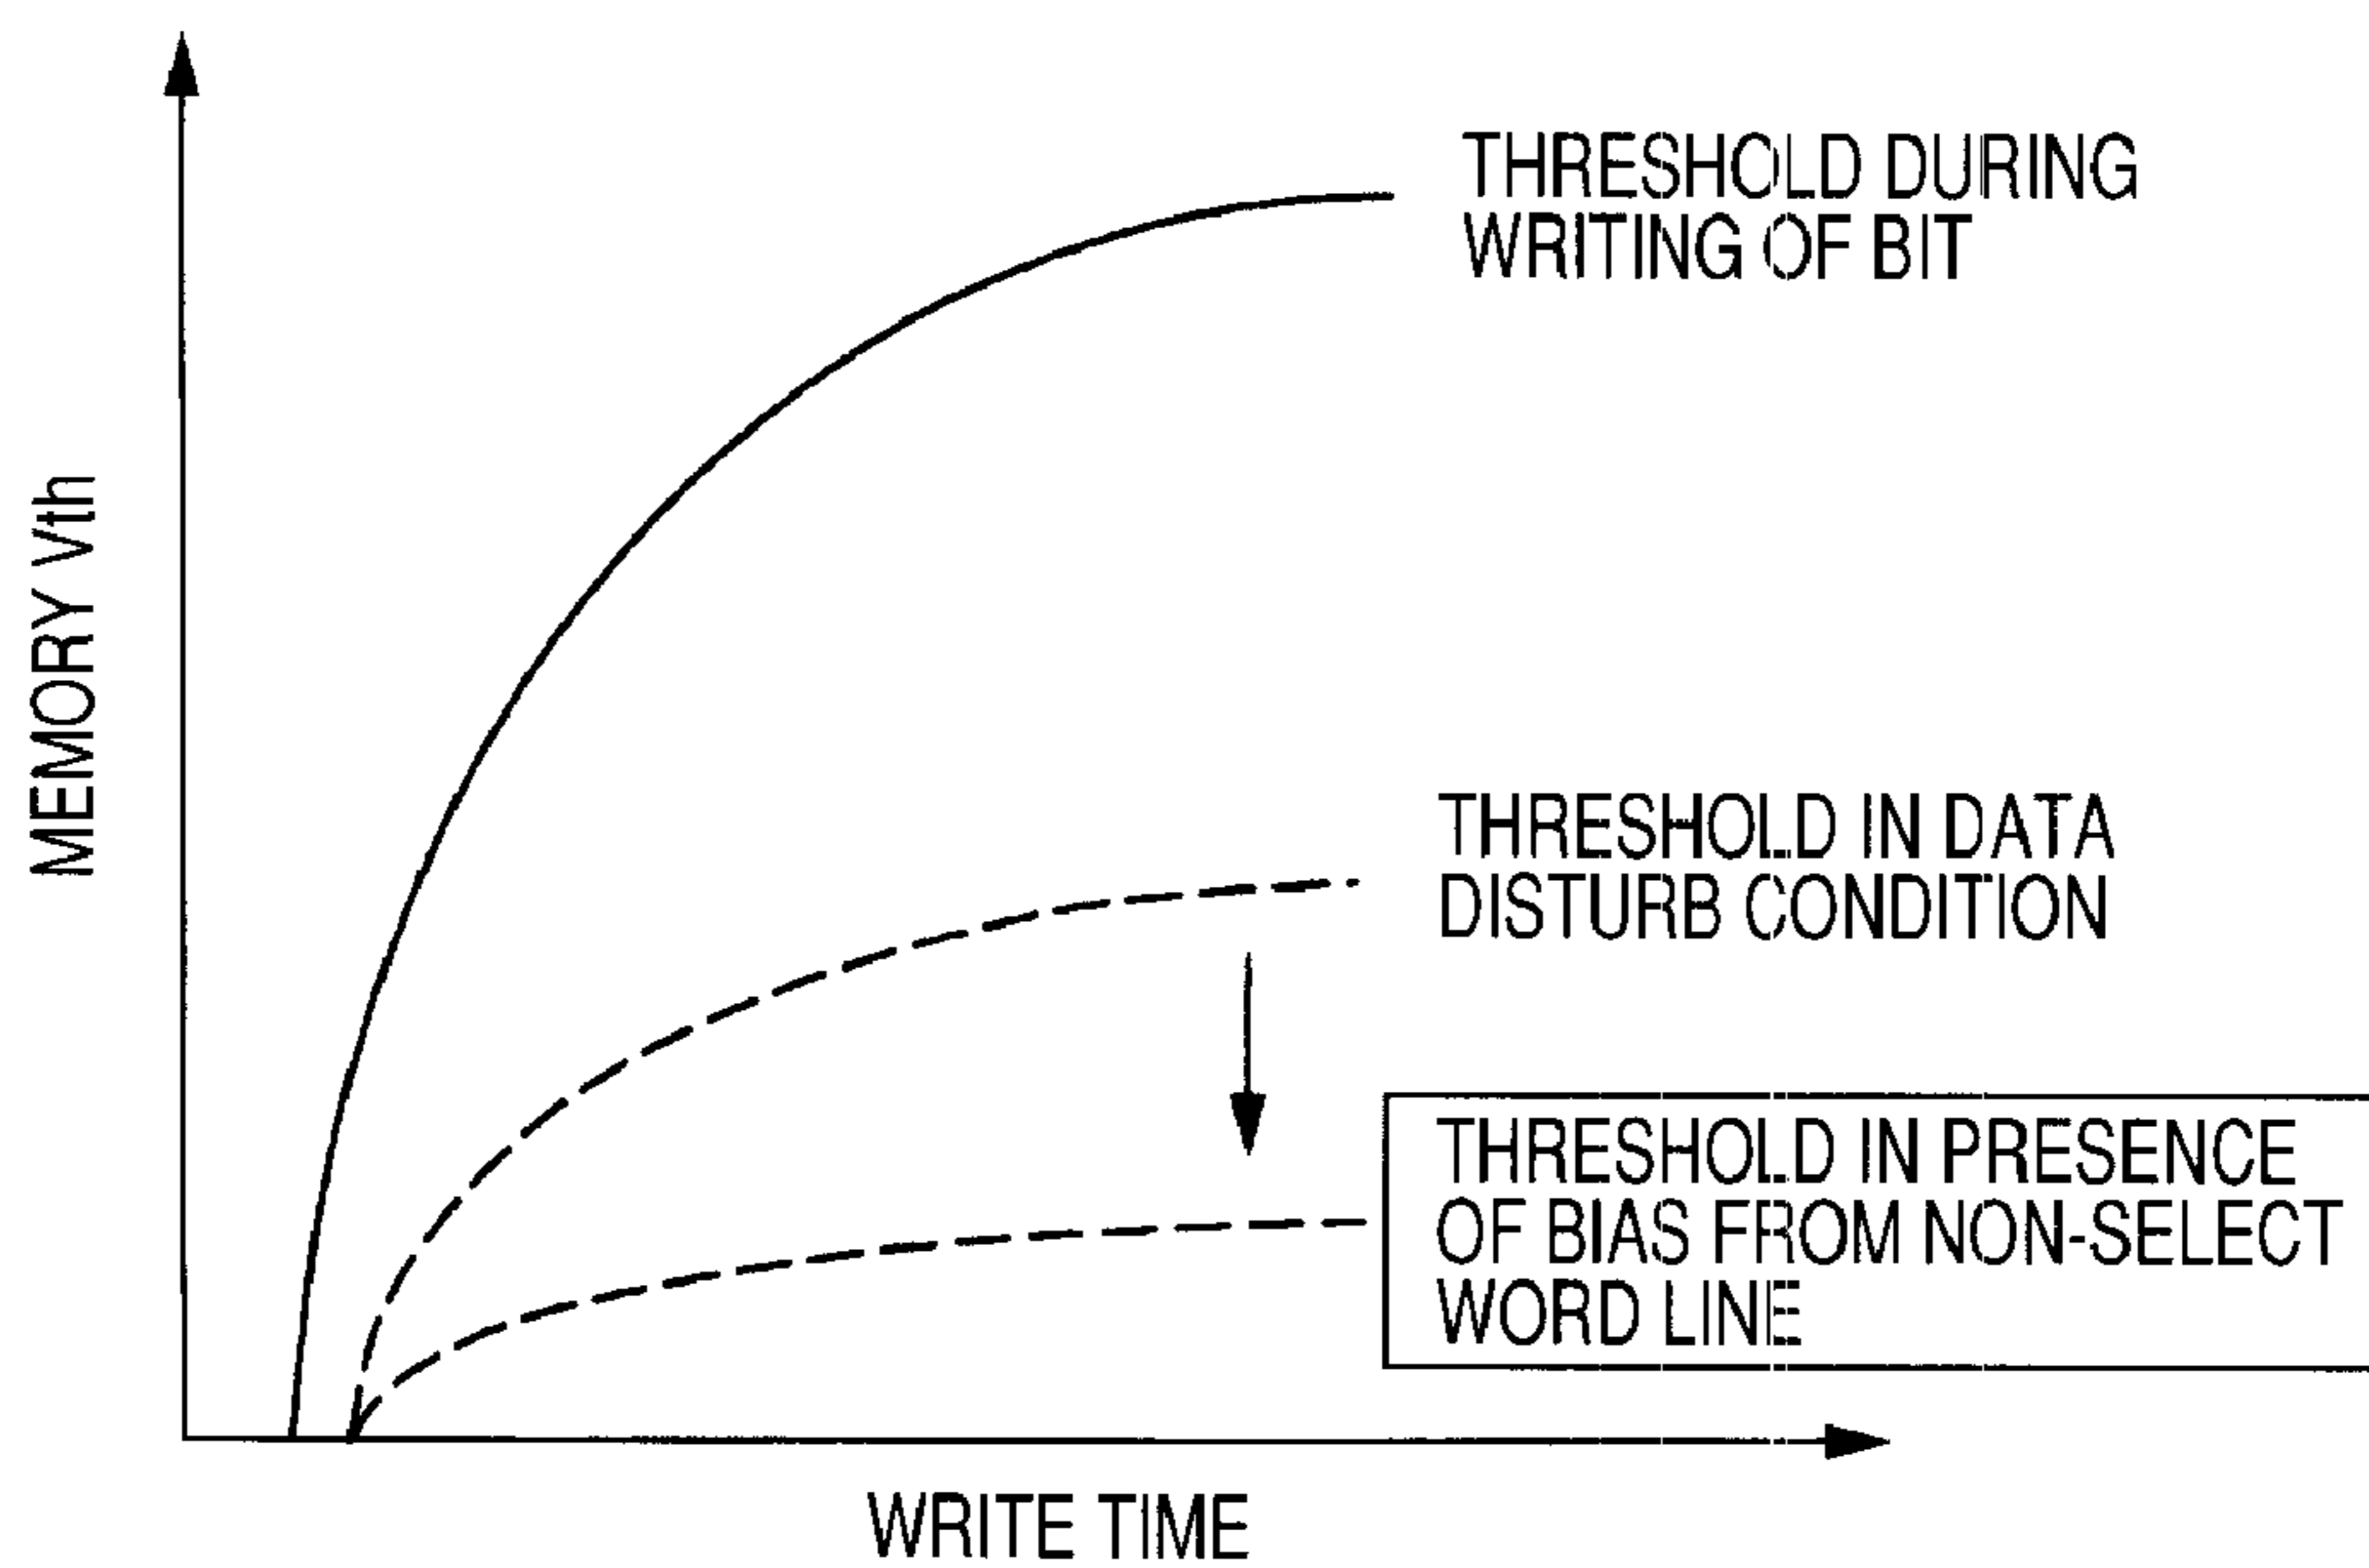 MEMORY Vth
THRESHOLD DURING
WRITING OF BIT
THRESHOLD IN DATA
DISTURB CONDITION
THRESHOLD IN PRESENCE
OF BIAS FROM NON-SELECT
WORD LINE
WRITE TIME